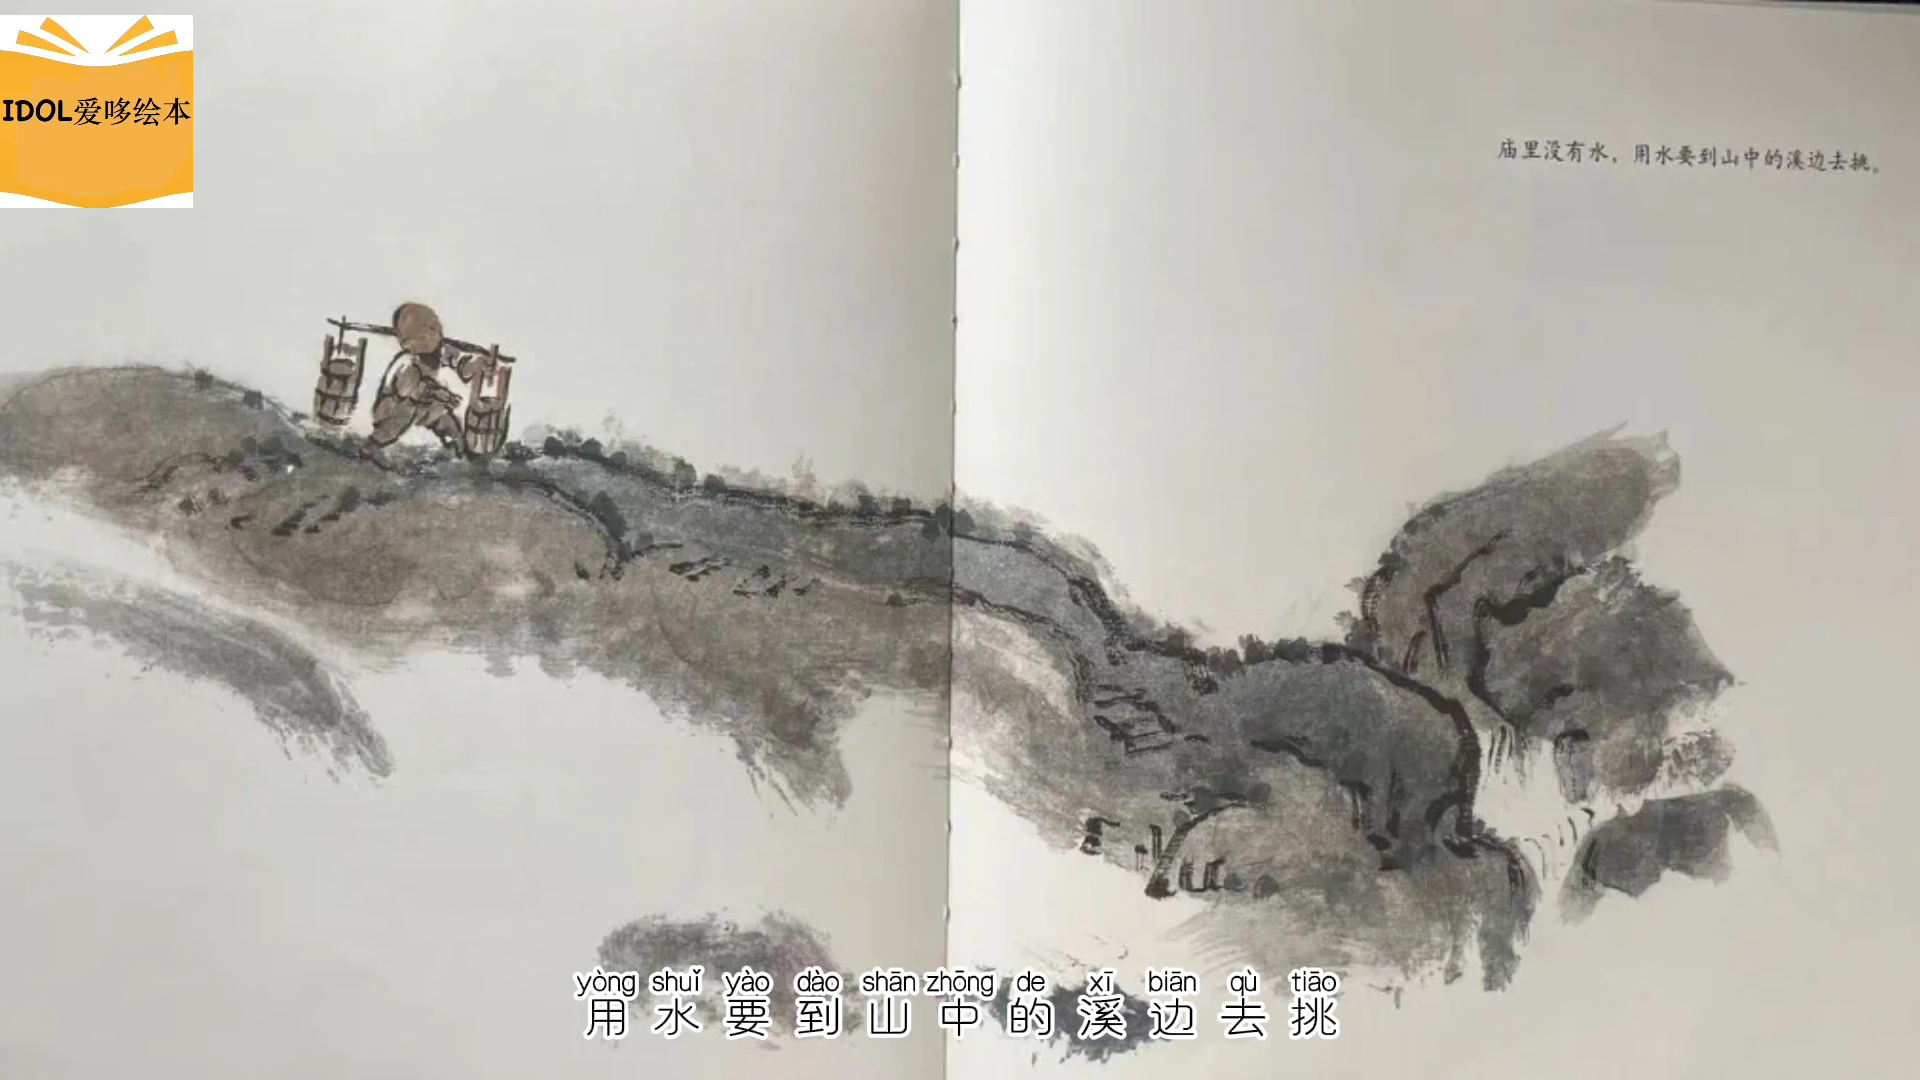 IDOL爱哆绘本
庙里没有水，用水要到山中的溪边去挑。
yòng shuǐ yào dào shān zhōng de xī biān qù tiāo
用水要到山中的溪边去挑